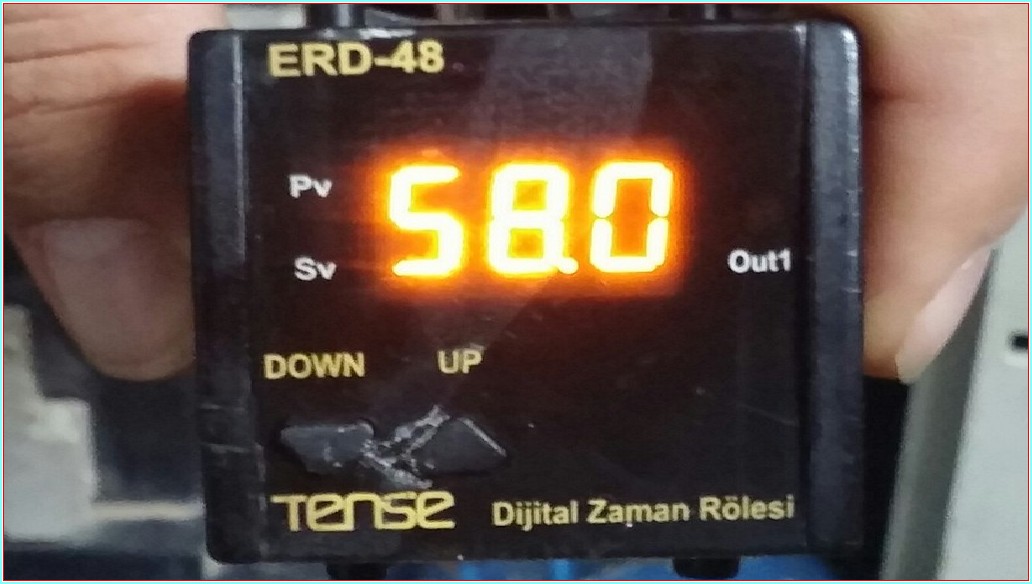 ERD-48
Pv
58.0
Sv
Out1
DOWN UP
TENSE
Dijital Zaman Rölesi